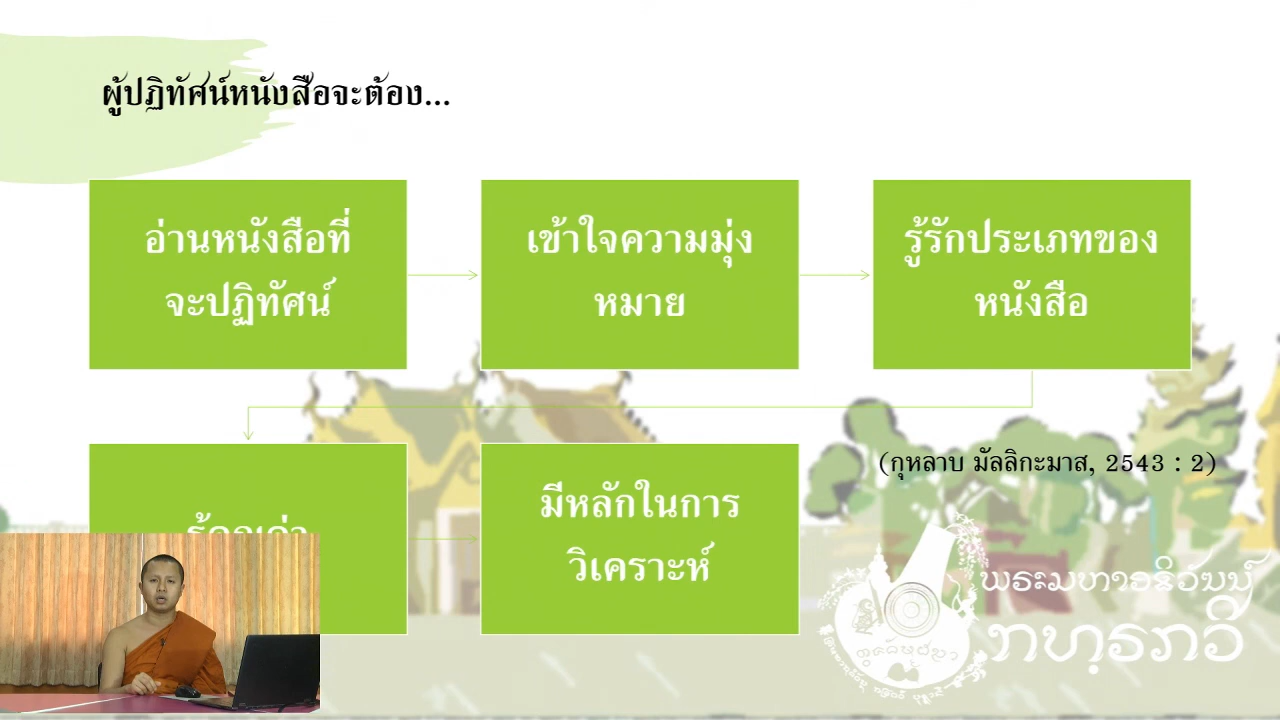 ผู้ปฏิทัศน์หนังสือจะต้อง...
อ่านหนังสือที่
จะปฏิทัศน์
เข้าใจความมุ่ง
หมาย
รู้รักประเภทของ
หนังสือ
รู้คุณค่า
มีหลักในการ
วิเคราะห์
(กุหลาบ มัลลิกะมาส, 2543 : 2)